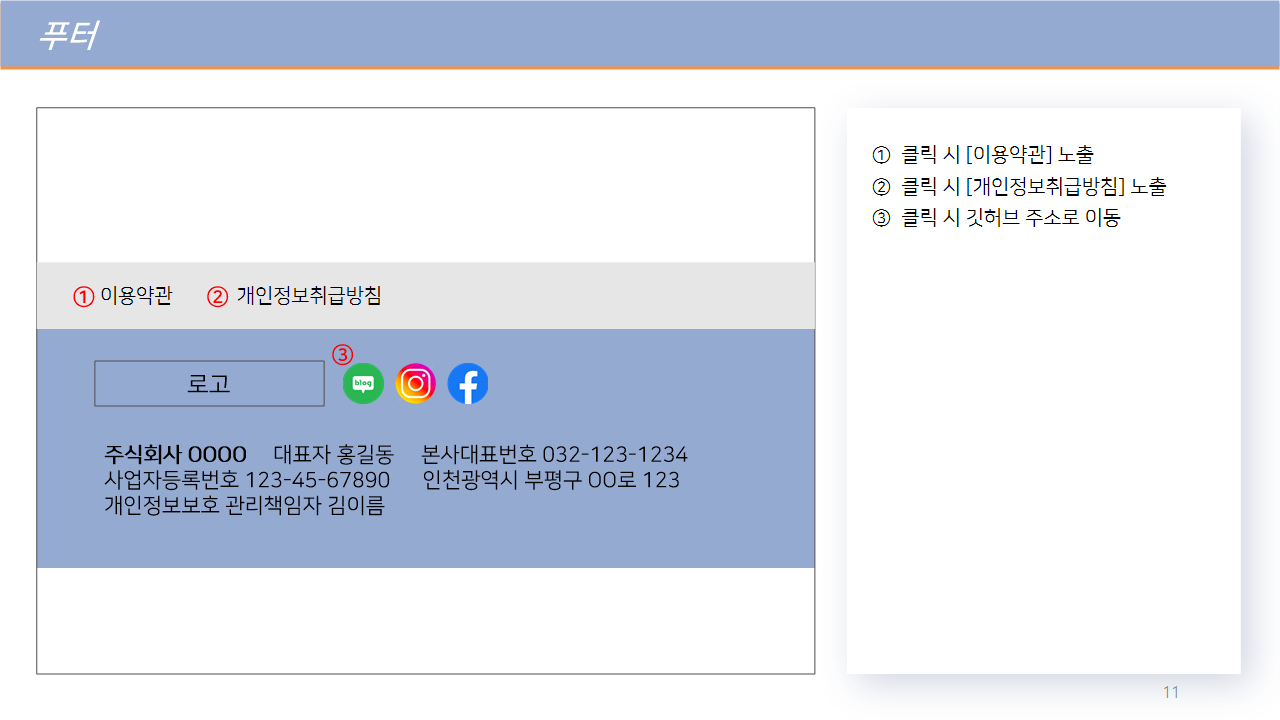 푸터
① 이용약관 ② 개인정보취급방침
③
로고
blog
주식회사 OOOO 대표자 홍길동 본사대표번호 032-123-1234
사업자등록번호 123-45-67890 인천광역시 부평구 OO로 123
개인정보보호 관리책임자 김이름
① 클릭 시 [이용약관] 노출
② 클릭 시 [개인정보취급방침] 노출
③ 클릭 시 깃허브 주소로 이동
11